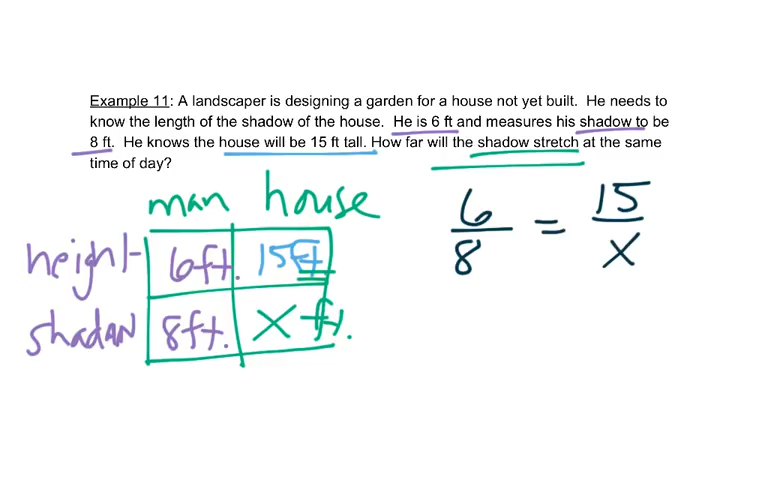 Example 11: A landscaper is designing a garden for a house not yet built. He needs to
know the length of the shadow of the house. He is 6 ft and measures his shadow to be
8 ft. He knows the house will be 15 ft tall. How far will the shadow stretch at the same
time of day?
man house
height 6ft. 15ft
shadow 8ft. X ft.
6/8 = 15/X